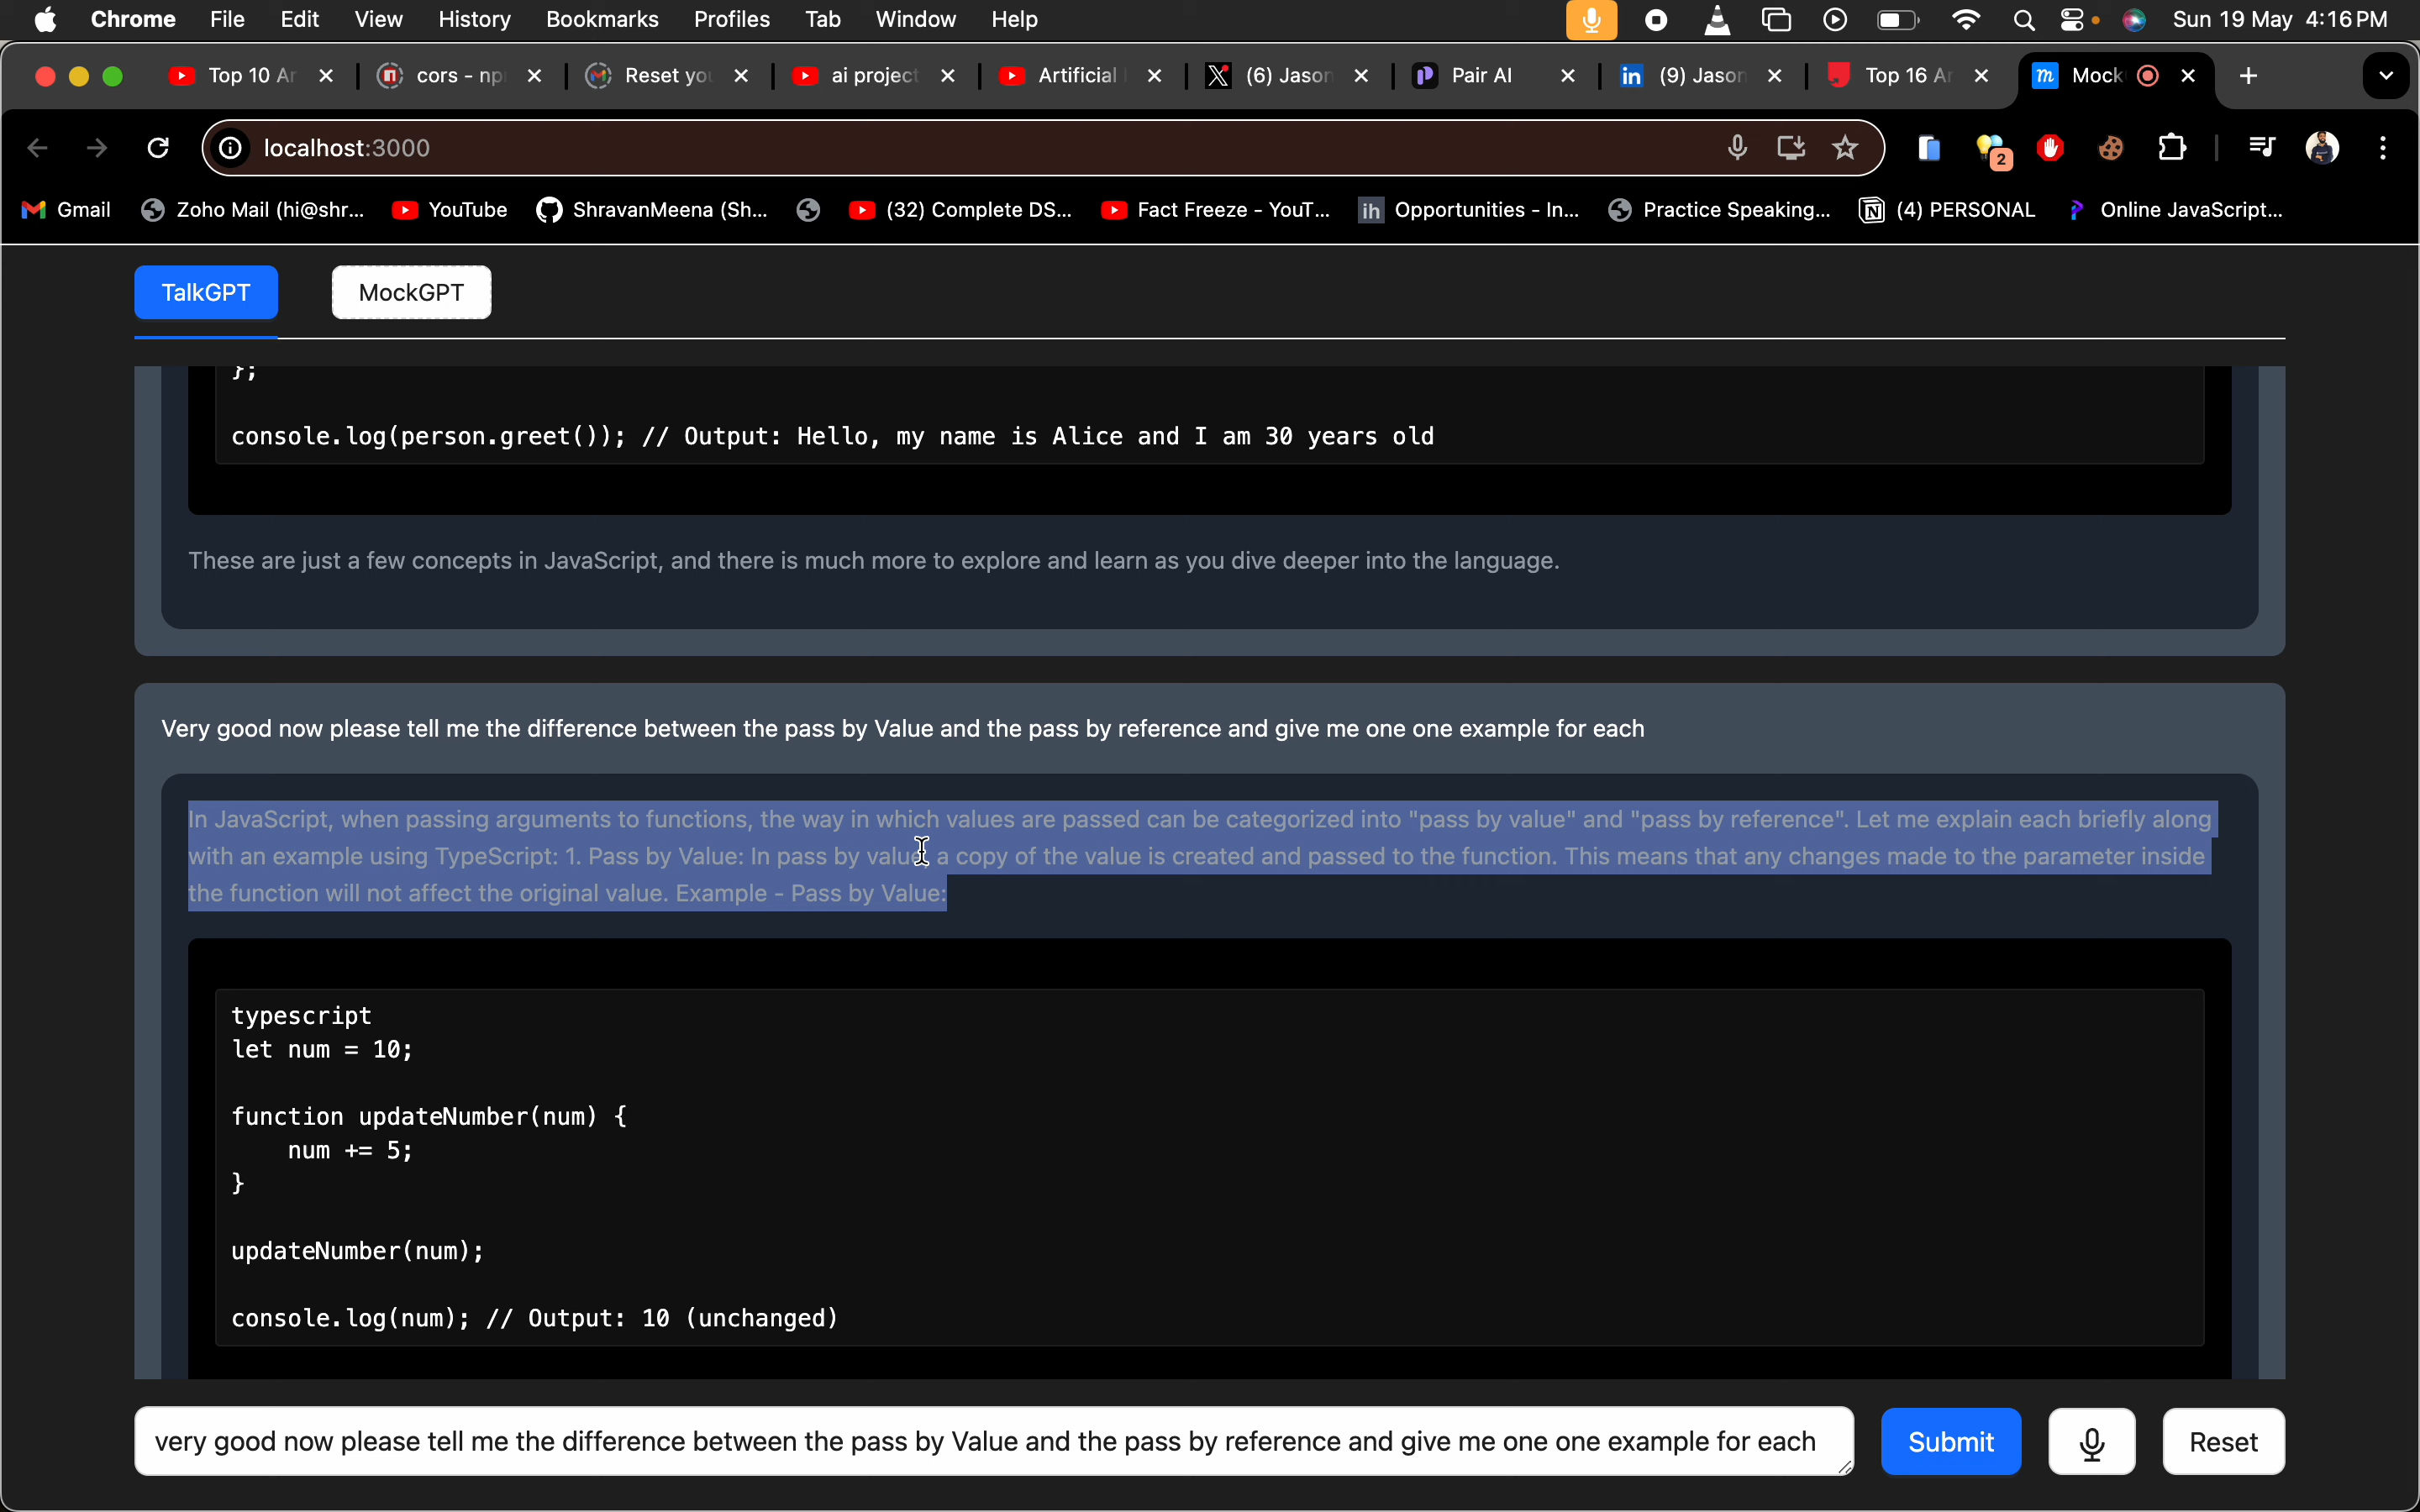 Chrome File Edit View History Bookmarks Profiles Tab Window Help Sun 19 May 4:16 PM
Top 10 Ar cors - np Reset you ai project Artificial (6) Jason Pair AI (9) Jason Top 16 Ar Mock
localhost:3000 2
Gmail Zoho Mail (hi@shr... YouTube ShravanMeena (Sh... (32) Complete DS... Fact Freeze - YouT... Opportunities - In... Practice Speaking... (4) PERSONAL Online JavaScript...
TalkGPT MockGPT
};
console.log(person.greet()); // Output: Hello, my name is Alice and I am 30 years old
These are just a few concepts in JavaScript, and there is much more to explore and learn as you dive deeper into the language.
Very good now please tell me the difference between the pass by Value and the pass by reference and give me one one example for each
In JavaScript, when passing arguments to functions, the way in which values are passed can be categorized into "pass by value" and "pass by reference". Let me explain each briefly along
with an example using TypeScript: 1. Pass by Value: In pass by value, a copy of the value is created and passed to the function. This means that any changes made to the parameter inside
the function will not affect the original value. Example - Pass by Value:
typescript
let num = 10;
function updateNumber(num) {
num += 5;
}
updateNumber(num);
console.log(num); // Output: 10 (unchanged)
very good now please tell me the difference between the pass by Value and the pass by reference and give me one one example for each Submit Reset